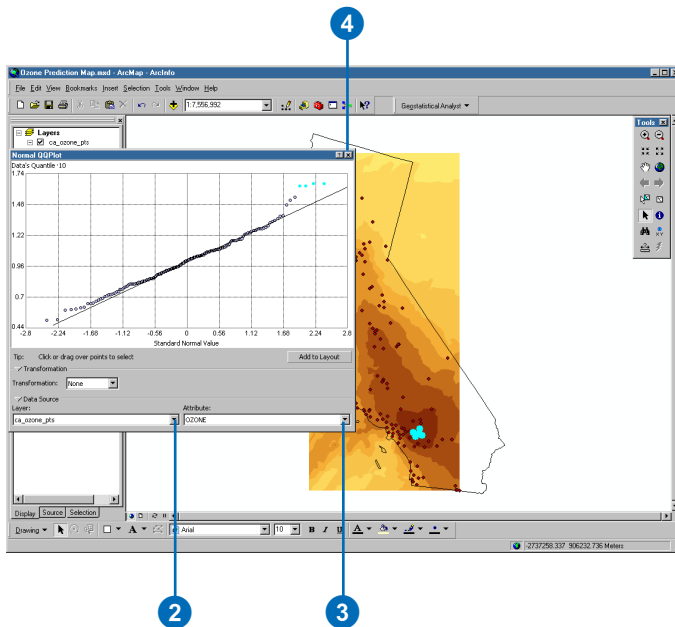 4
Ozone Prediction Map.mxd - ArcMap - ArcInfo
File Edit View Bookmarks Insert Selection Tools Window Help
1:7,556,992
Geostatistical Analyst
Layers
ca_ozone_pts
Tools
Normal QQPlot
Data's Quantile ·10
1.74
1.48
1.22
0.96
0.7
0.44
-2.8 -2.24 -1.68 -1.12 -0.56 0 0.56 1.12 1.68 2.24 2.8
Standard Normal Value
Tip: Click or drag over points to select
Add to Layout
Transformation
Transformation: None
Data Source
Layer: Attribute:
ca_ozone_pts OZONE
Display Source Selection
Drawing A Arial 10 B I U A
-2737258.337 906232.736 Meters
2 3